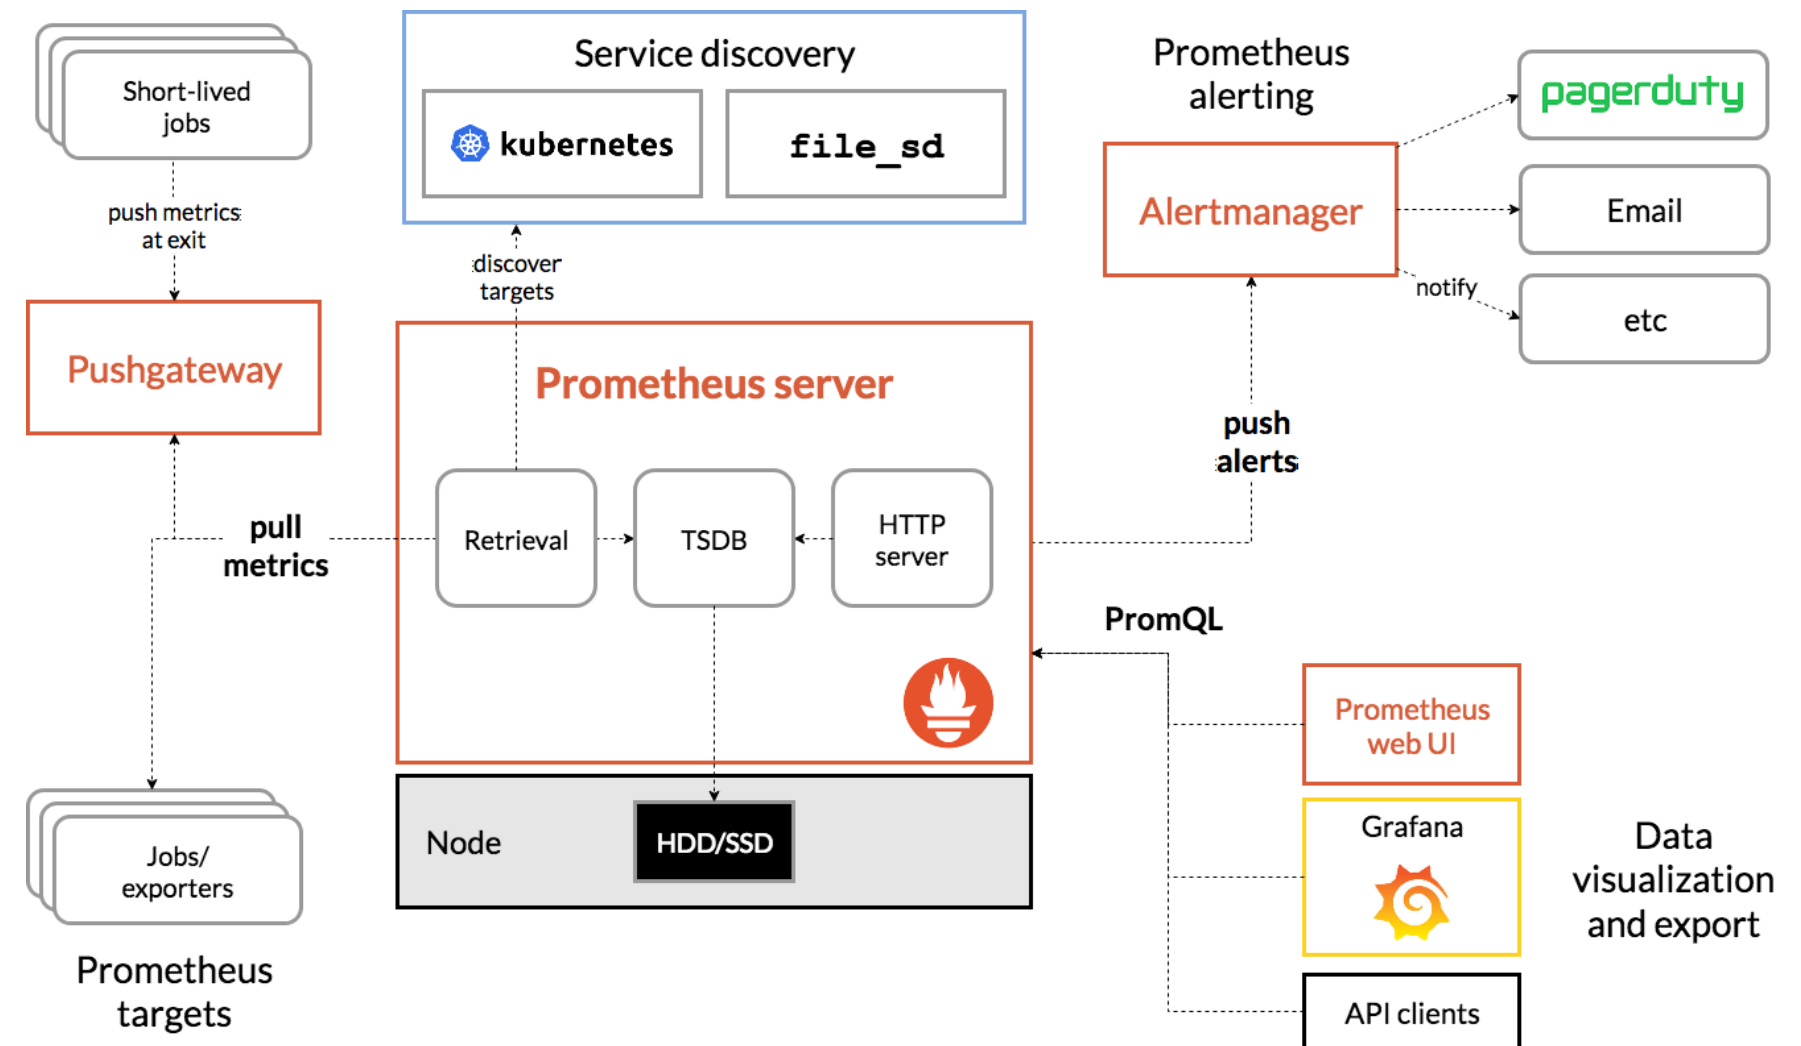 Short-lived
jobs
push metrics
at exit
Pushgateway
pull
metrics
Jobs/
exporters
Prometheus
targets
Service discovery
kubernetes
file_sd
discover
targets
Prometheus server
Retrieval
TSDB
HTTP
server
Node
HDD/SSD
Prometheus
alerting
Alertmanager
pagerduty
Email
notify
etc
push
alerts
PromQL
Prometheus
web UI
Grafana
API clients
Data
visualization
and export